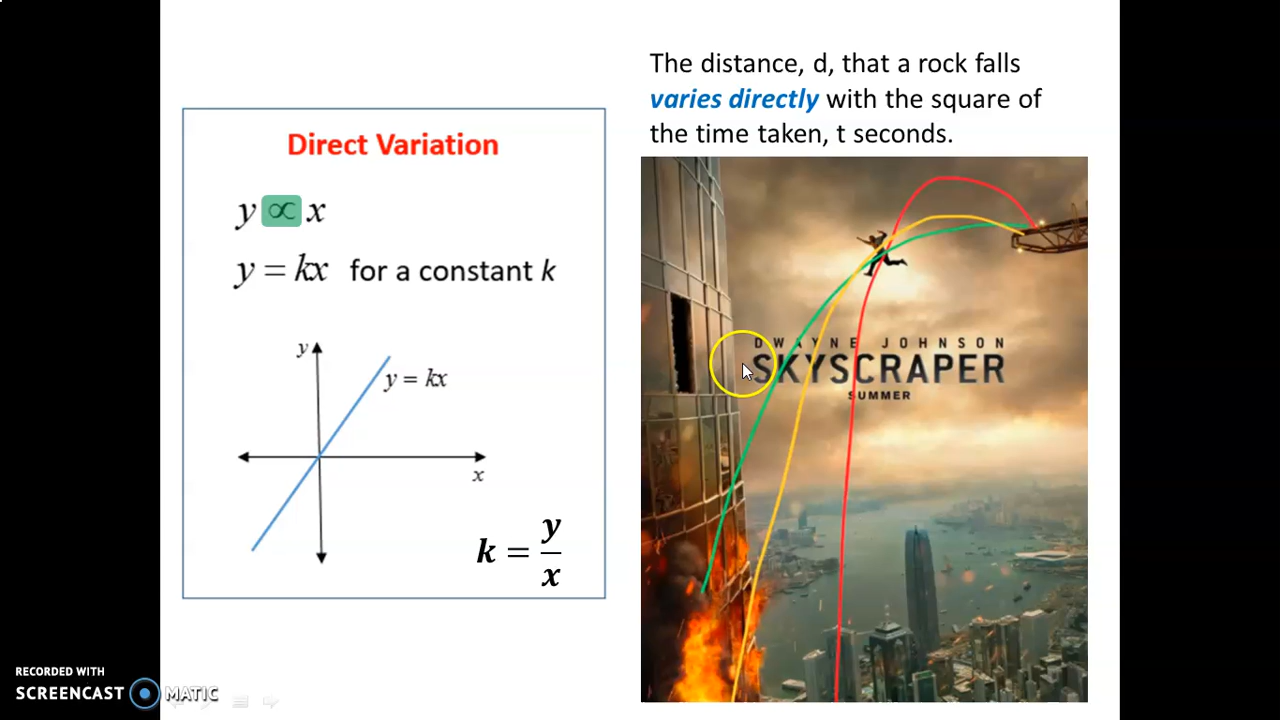 Direct Variation
y ∝ x
y = kx for a constant k
y
y = kx
x
k = y/x
The distance, d, that a rock falls
varies directly with the square of
the time taken, t seconds.
DWAYNE JOHNSON
SKYSCRAPER
SUMMER
RECORDED WITH
SCREENCAST MATIC